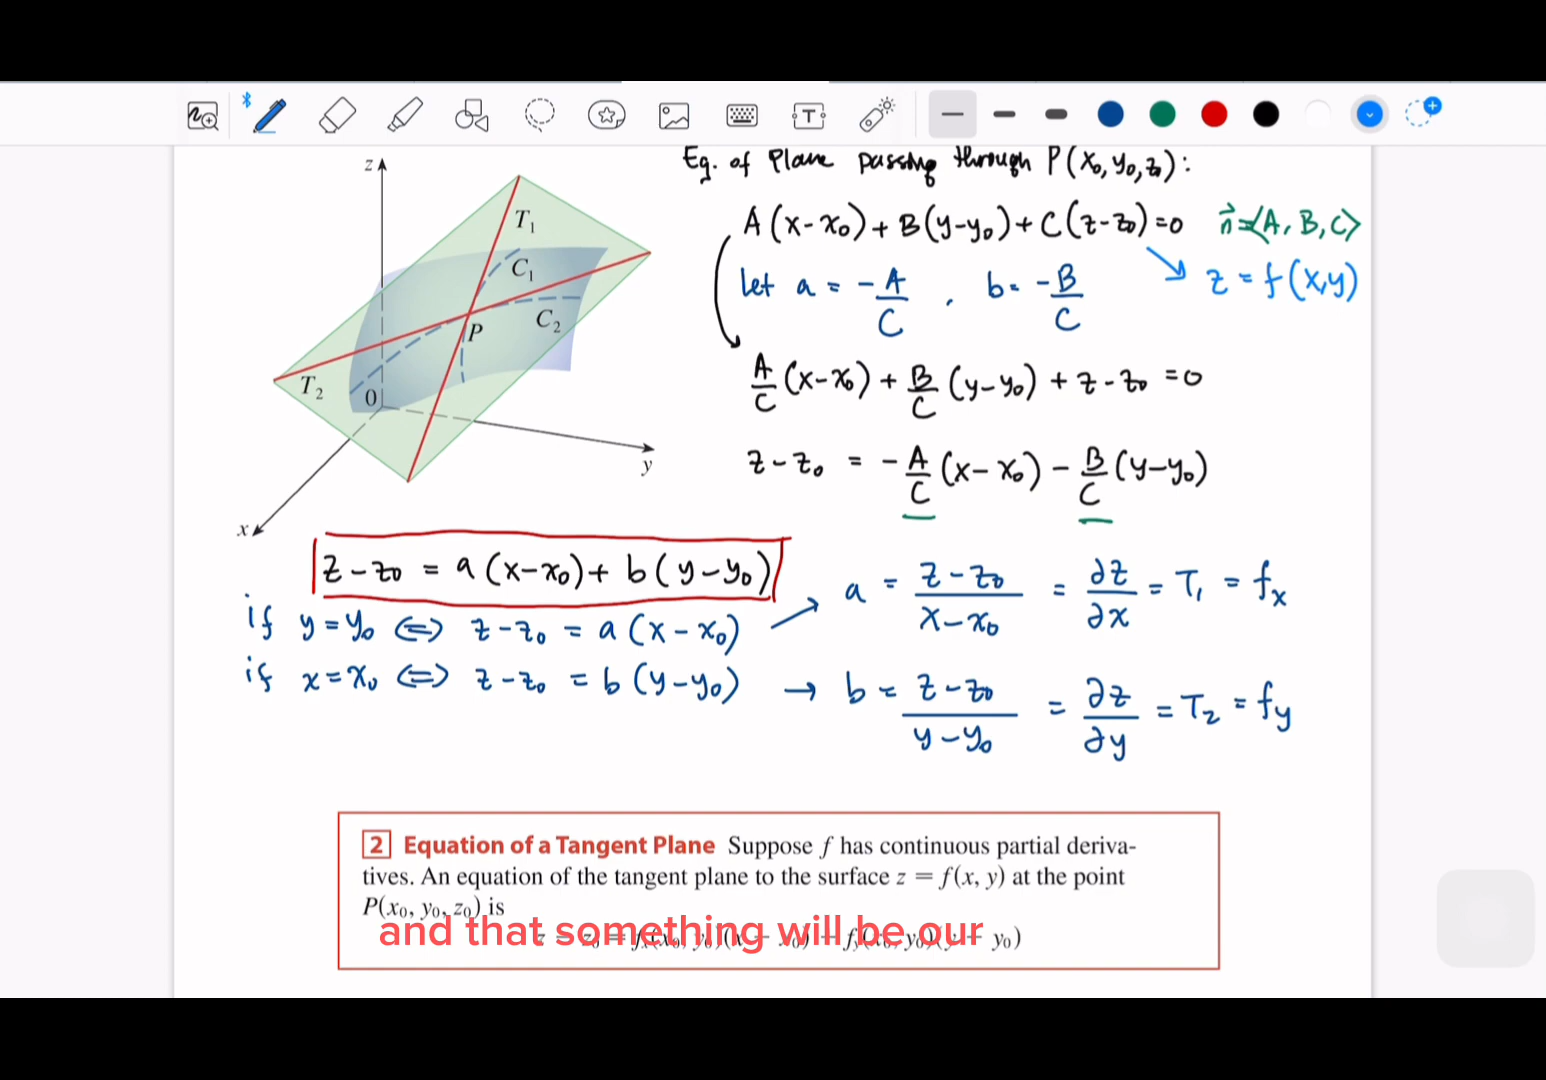 Eq. of Plane passing through P(x₀, y₀, z₀):
A(x-x₀) + B(y-y₀) + C(z-z₀) = 0   n⃗ = ⟨A, B, C⟩
let a = -A/C , b = -B/C   z = f(x,y)
A/C (x-x₀) + B/C (y-y₀) + z-z₀ = 0
z-z₀ = -A/C (x-x₀) - B/C (y-y₀)
z
T₁
C₁
C₂
P
T₂
0
y
x
z-z₀ = a(x-x₀) + b(y-y₀)
if y=y₀ ⇔ z-z₀ = a(x-x₀) → a = (z-z₀)/(x-x₀) = ∂z/∂x = T₁ = fx
if x=x₀ ⇔ z-z₀ = b(y-y₀) → b = (z-z₀)/(y-y₀) = ∂z/∂y = T₂ = fy
2 Equation of a Tangent Plane Suppose f has continuous partial deriva-
tives. An equation of the tangent plane to the surface z = f(x, y) at the point
P(x₀, y₀, z₀) is
and that something will be our
y₀)